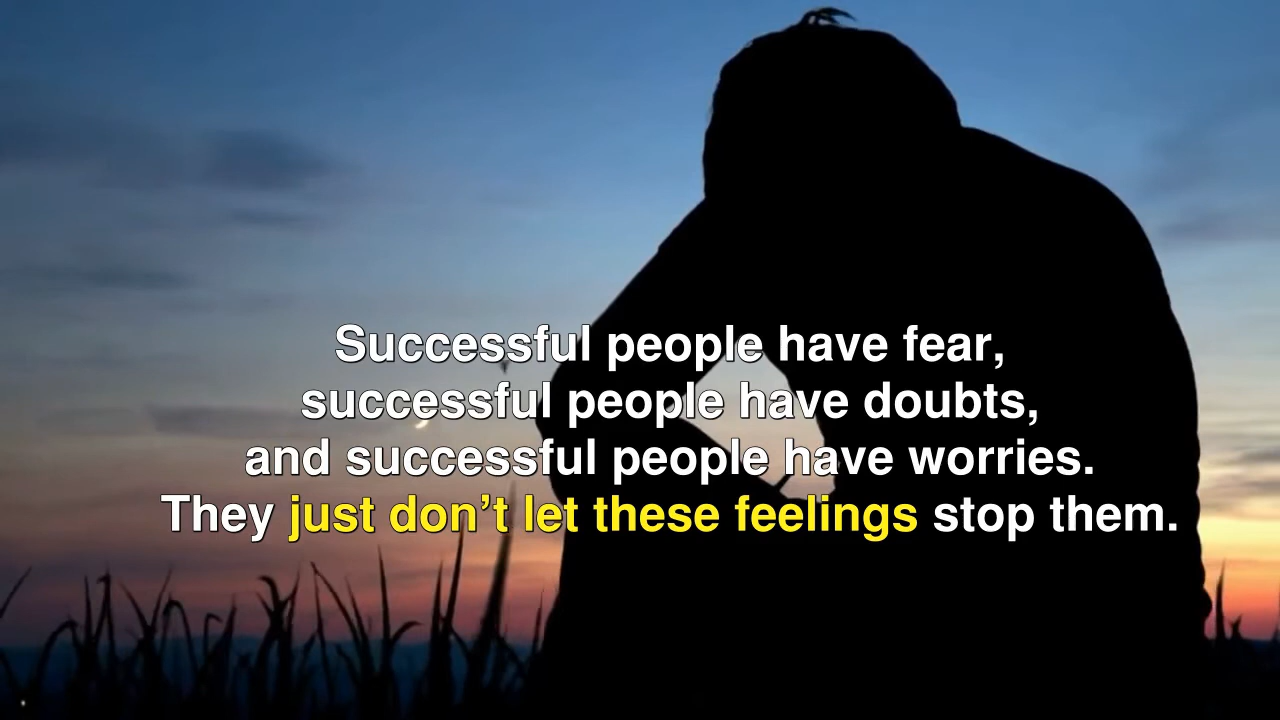 Successful people have fear,
successful people have doubts,
and successful people have worries.
They just don’t let these feelings stop them.